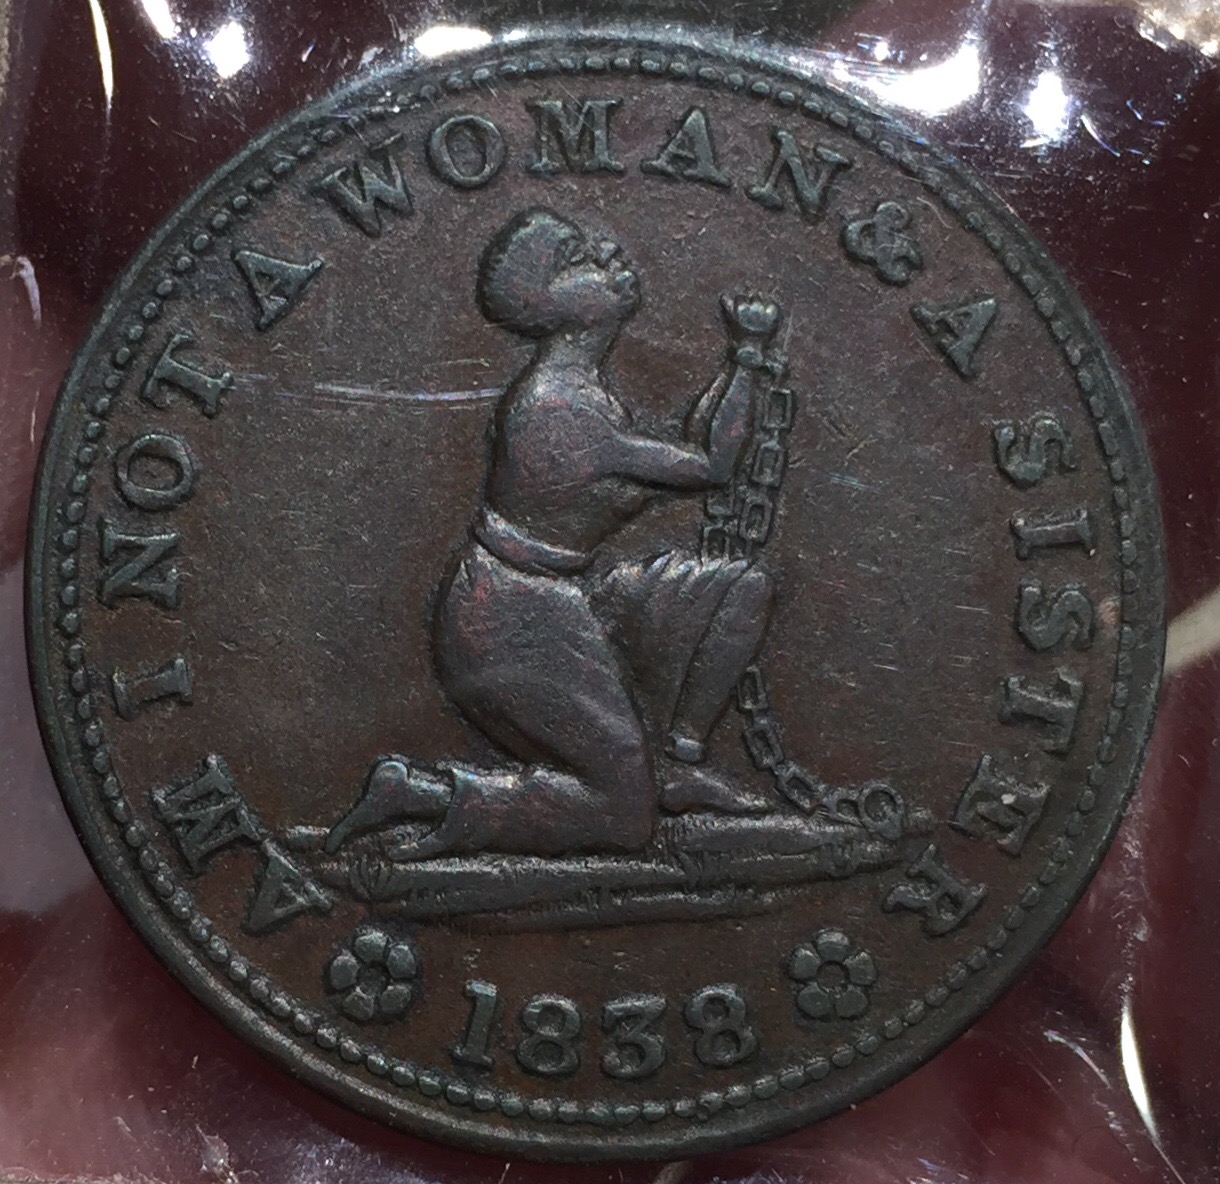 AM I NOT A WOMAN & A SISTER
1838